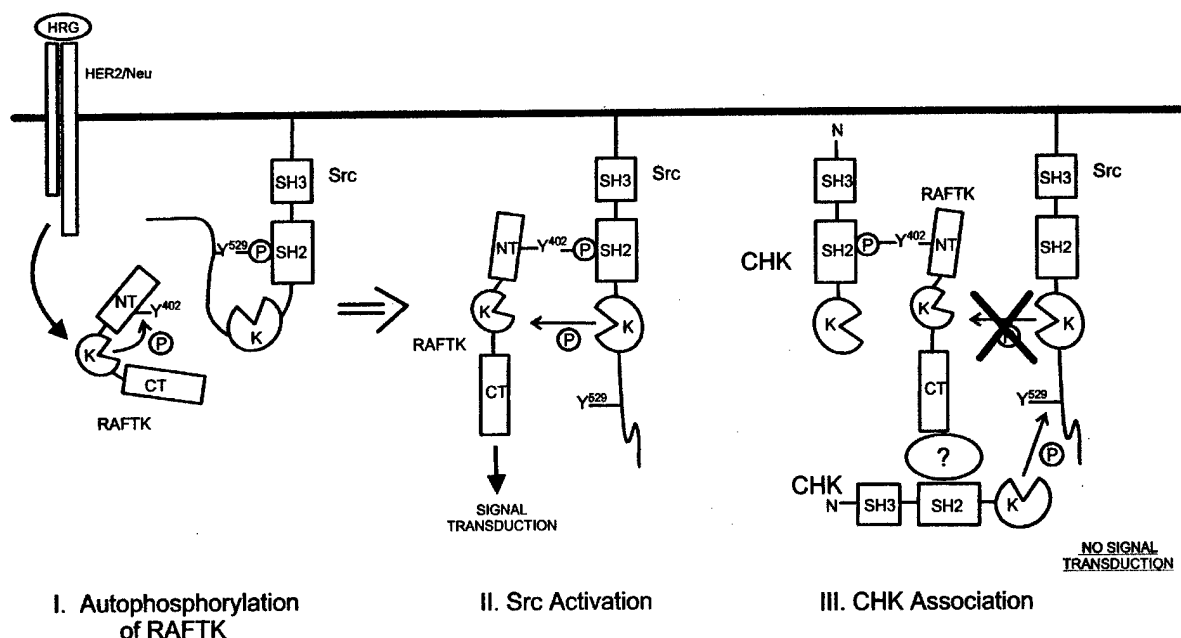 HRG
HER2/Neu
SH3
Src
Y529
P
SH2
K
NT
Y402
P
K
CT
RAFTK
I. Autophosphorylation
of RAFTK
SH3
Src
NT
Y402
P
SH2
K
P
K
RAFTK
CT
Y529
SIGNAL
TRANSDUCTION
II. Src Activation
N
SH3
RAFTK
SH3
Src
CHK
SH2
P
Y402
NT
SH2
K
K
P
K
CT
Y529
?
P
CHK
N
SH3
SH2
K
NO SIGNAL
TRANSDUCTION
III. CHK Association